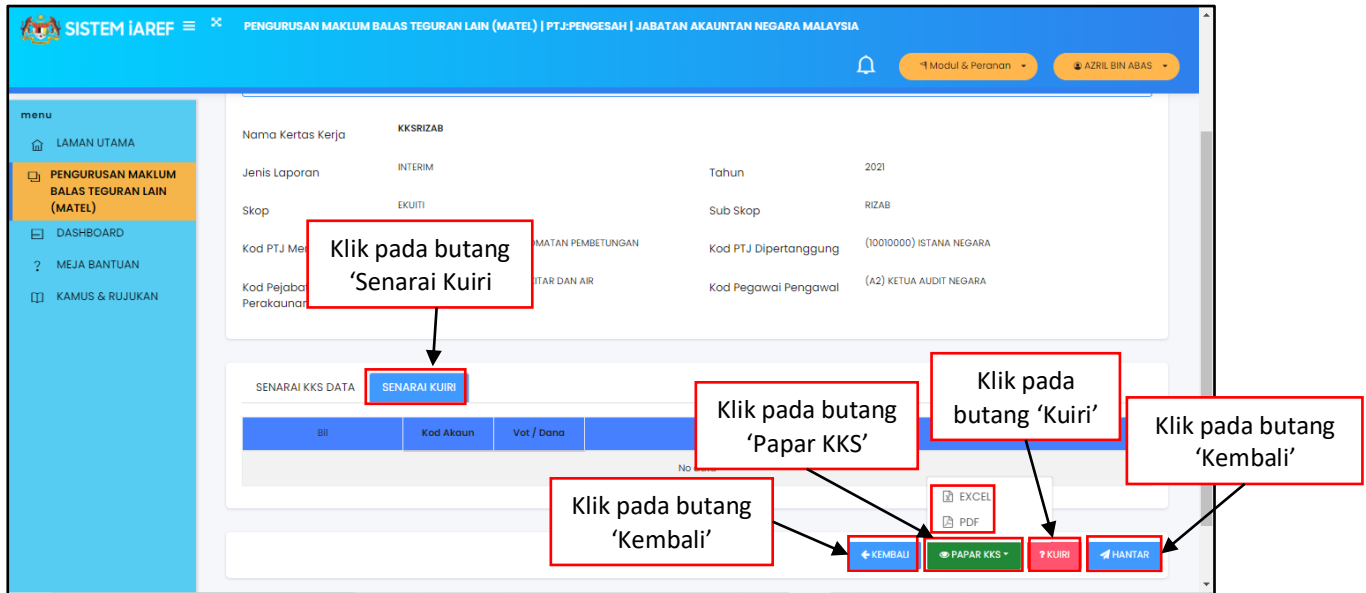 SISTEM iAREF
PENGURUSAN MAKLUM BALAS TEGURAN LAIN (MATEL) | PTJ:PENGESAH | JABATAN AKAUNTAN NEGARA MALAYSIA
Modul & Peranan
AZRIL BIN ABAS
menu
LAMAN UTAMA
PENGURUSAN MAKLUM
BALAS TEGURAN LAIN
(MATEL)
DASHBOARD
? MEJA BANTUAN
KAMUS & RUJUKAN
Nama Kertas Kerja KKSRIZAB
Jenis Laporan INTERIM Tahun 2021
Skop EKUITI Sub Skop RIZAB
Kod PTJ PEMBETUNGAN Kod PTJ Dipertanggung (10010000) ISTANA NEGARA
Kod DAN AIR Kod Pegawai Pengawal (A2) KETUA AUDIT NEGARA
Klik pada butang
‘Senarai Kuiri
SENARAI KKS DATA SENARAI KUIRI
Bil Kod Akaun Vot / Dana
No
Klik pada butang
‘Papar KKS’
Klik pada
butang ‘Kuiri’
Klik pada butang
‘Kembali’
Klik pada butang
‘Kembali’
EXCEL
PDF
KEMBALI PAPAR KKS ? KUIRI HANTAR